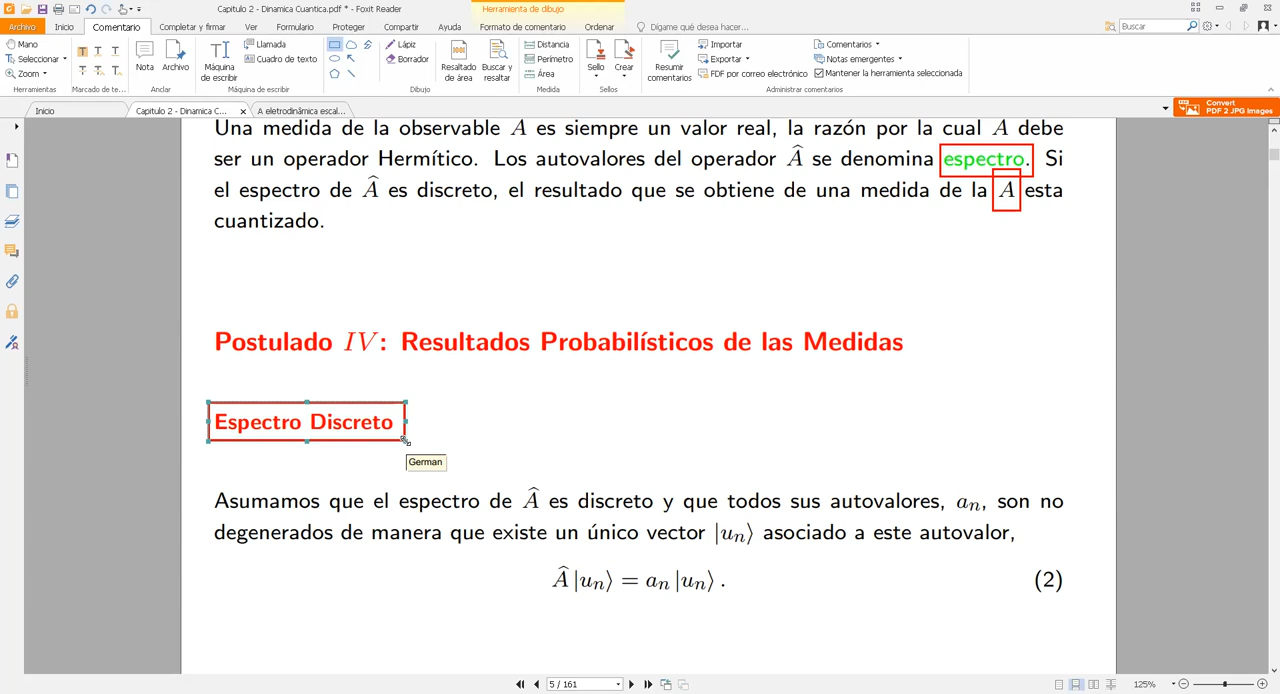 Capitulo 2 - Dinamica Cuantica.pdf * - Foxit Reader
Herramienta de dibujo
Archivo Inicio Comentario Completar y firmar Ver Formulario Proteger Compartir Ayuda Formato de comentario Ordenar Dígame qué desea hacer... Buscar
Mano
Seleccionar
Zoom
Herramientas
T T T
T T T
Marcado de te...
Nota
Archivo
Anclar
Máquina de escribir
Llamada
Cuadro de texto
Máquina de escribir
Lápiz
Borrador
Dibujo
Resaltado de área
Buscar y resaltar
Distancia
Perímetro
Área
Medida
Sello
Crear
Sellos
Resumir comentarios
Importar
Exportar
FDF por correo electrónico
Comentarios
Notas emergentes
Mantener la herramienta seleccionada
Administrar comentarios
Inicio
Capitulo 2 - Dinamica C...
A eletrodinâmica escal...
Convert
PDF 2 JPG Images
Una medida de la observable A es siempre un valor real, la razón por la cual A debe
ser un operador Hermítico. Los autovalores del operador Â se denomina espectro. Si
el espectro de Â es discreto, el resultado que se obtiene de una medida de la A esta
cuantizado.
Postulado IV: Resultados Probabilísticos de las Medidas
Espectro Discreto
German
Asumamos que el espectro de Â es discreto y que todos sus autovalores, aₙ, son no
degenerados de manera que existe un único vector |uₙ⟩ asociado a este autovalor,
Â |uₙ⟩ = aₙ |uₙ⟩ . (2)
5 / 161
125%